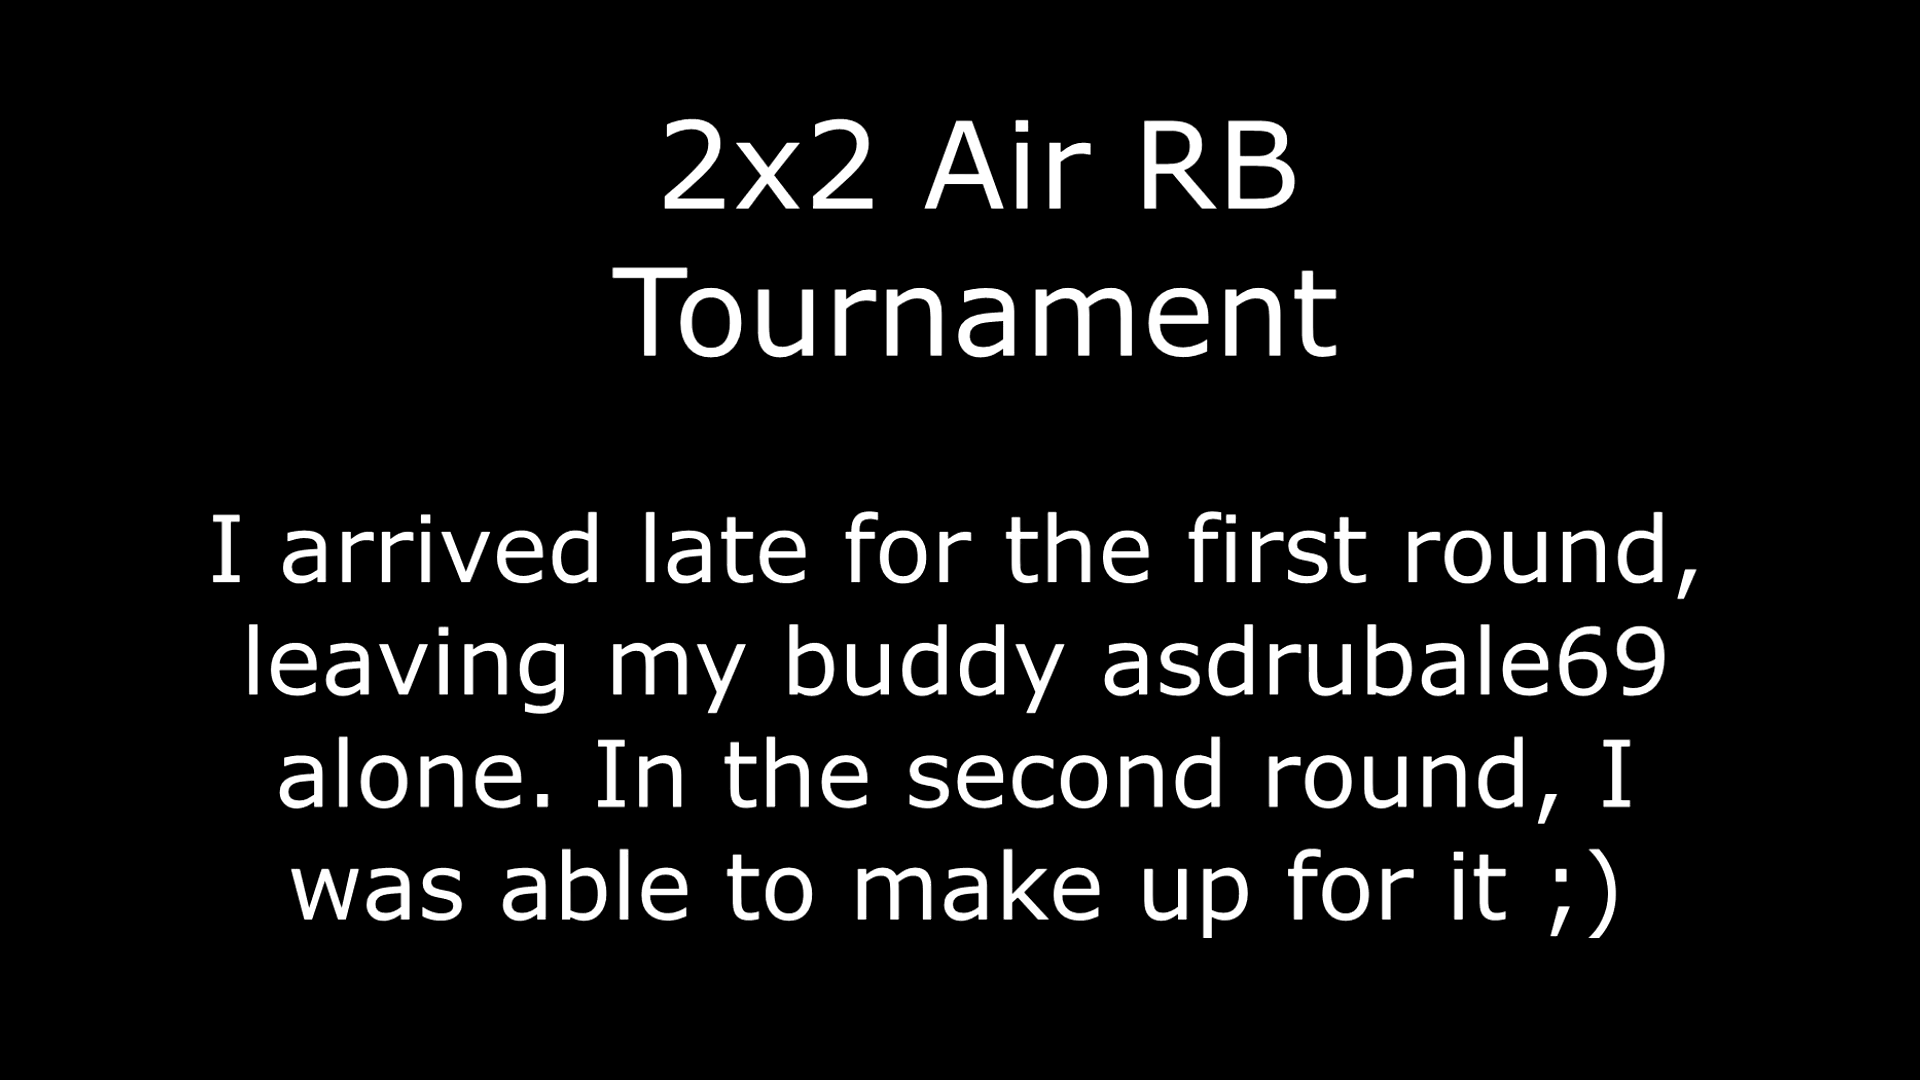 2x2 Air RB
Tournament
I arrived late for the first round,
leaving my buddy asdrubale69
alone. In the second round, I
was able to make up for it ;)